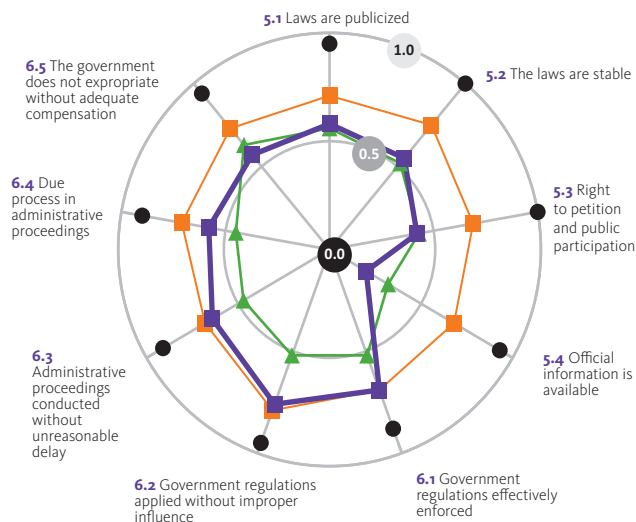 5.1 Laws are publicized
1.0
5.2 The laws are stable
0.5
5.3 Right
to petition
and public
participation
0.0
5.4 Official
information is
available
6.1 Government
regulations effectively
enforced
6.2 Government regulations
applied without improper
influence
6.3
Administrative
proceedings
conducted
without
unreasonable
delay
6.4 Due
process in
administrative
proceedings
6.5 The government
does not expropriate
without adequate
compensation